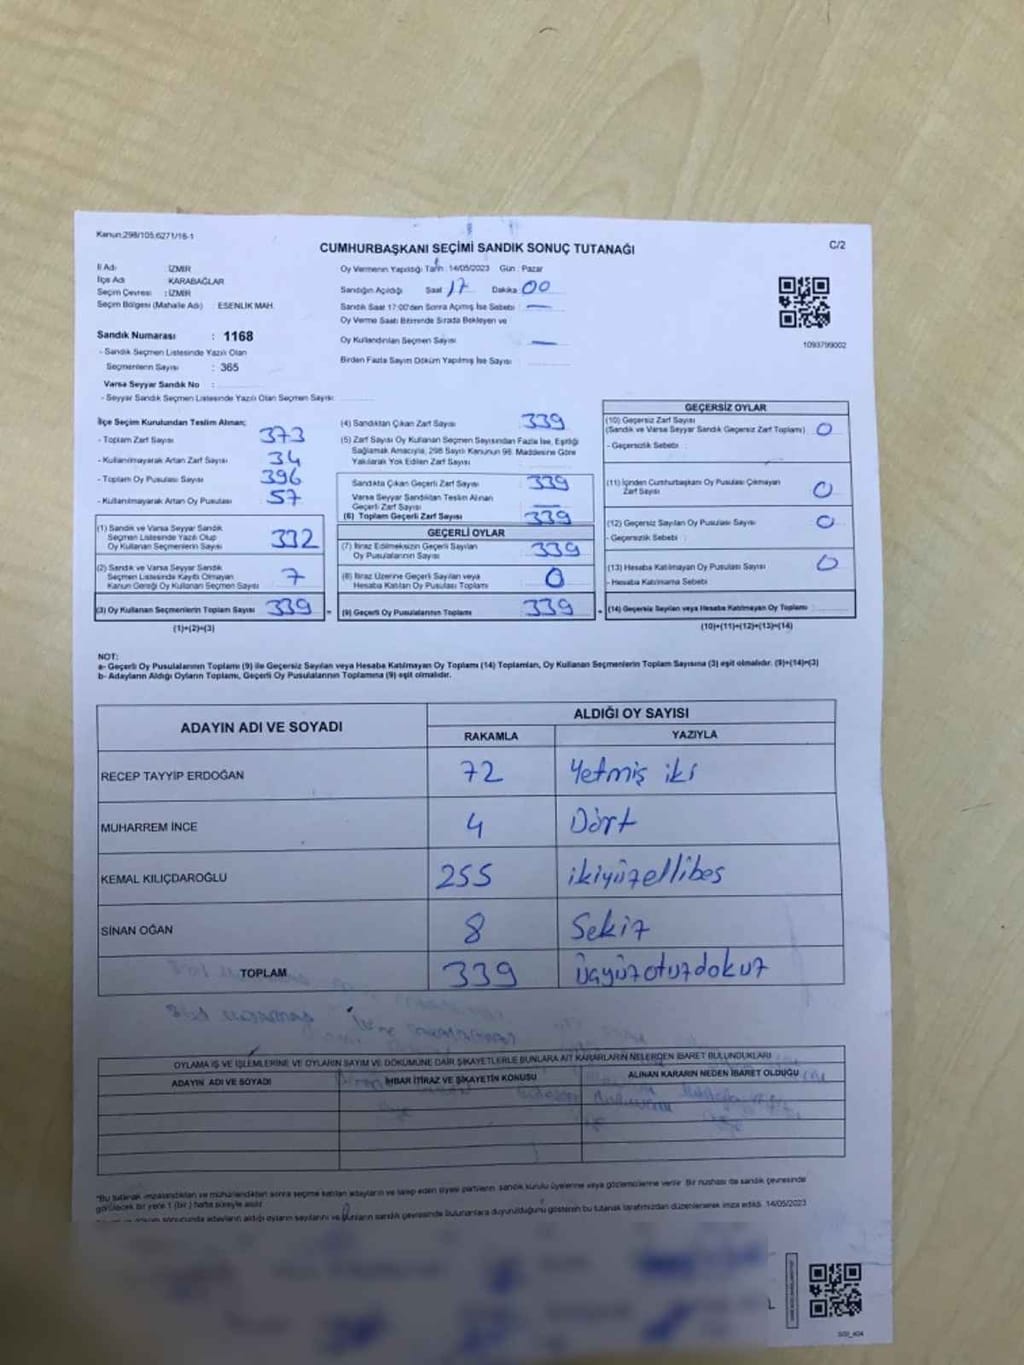 Kanun:298/105,6271/16-1
CUMHURBAŞKANI SEÇİMİ SANDIK SONUÇ TUTANAĞI
C/2
İl Adı : İZMİR
İlçe Adı : KARABAĞLAR
Seçim Çevresi : İZMİR
Seçim Bölgesi (Mahalle Adı) ESENLİK MAH.
Sandık Numarası : 1168
- Sandık Seçmen Listesinde Yazılı Olan
Seçmenlerin Sayısı : 365
Varsa Seyyar Sandık No :
- Seyyar Sandık Seçmen Listesinde Yazılı Olan Seçmen Sayısı:
Oy Vermenin Yapıldığı Tarih : 14/05/2023 Gün : Pazar
Sandığın Açıldığı Saat 17 Dakika 00
Sandık Saat 17:00'den Sonra Açılmış İse Sebebi : —
Oy Verme Saati Bitiminde Sırada Bekleyen ve
Oy Kullandırılan Seçmen Sayısı —
Birden Fazla Sayım Döküm Yapılmış İse Sayısı
1093799002
İlçe Seçim Kurulundan Teslim Alınan;
- Toplam Zarf Sayısı 373
- Kullanılmayarak Artan Zarf Sayısı 34
- Toplam Oy Pusulası Sayısı 396
- Kullanılmayarak Artan Oy Pusulası 57
(1) Sandık ve Varsa Seyyar Sandık
Seçmen Listesinde Yazılı Olup
Oy Kullanan Seçmenlerin Sayısı 332
(2) Sandık ve Varsa Seyyar Sandık
Seçmen Listesinde Kayıtlı Olmayan
Kanun Gereği Oy Kullanan Seçmen Sayısı 7
(3) Oy Kullanan Seçmenlerin Toplam Sayısı 339 =
(1)+(2)=(3)
(4) Sandıktan Çıkan Zarf Sayısı 339
(5) Zarf Sayısı Oy Kullanan Seçmen Sayısından Fazla İse, Eşitliği
Sağlamak Amacıyla, 298 Sayılı Kanunun 98. Maddesine Göre
Yakılarak Yok Edilen Zarf Sayısı
Sandıkta Çıkan Geçerli Zarf Sayısı 339
Varsa Seyyar Sandıktan Teslim Alınan
Geçerli Zarf Sayısı —
(6) Toplam Geçerli Zarf Sayısı 339
GEÇERLİ OYLAR
(7) İtiraz Edilmeksizin Geçerli Sayılan
Oy Pusulalarının Sayısı 339
(8) İtiraz Üzerine Geçerli Sayılan veya
Hesaba Katılan Oy Pusulası Toplamı 0
(9) Geçerli Oy Pusulalarının Toplamı 339 +
GEÇERSİZ OYLAR
(10) Geçersiz Zarf Sayısı
(Sandık ve Varsa Seyyar Sandık Geçersiz Zarf Toplamı) 0
- Geçersizlik Sebebi :
(11) İçinden Cumhurbaşkanı Oy Pusulası Çıkmayan
Zarf Sayısı 0
(12) Geçersiz Sayılan Oy Pusulası Sayısı 0
- Geçersizlik Sebebi :
(13) Hesaba Katılmayan Oy Pusulası Sayısı 0
- Hesaba Katılmama Sebebi
(14) Geçersiz Sayılan veya Hesaba Katılmayan Oy Toplamı
(10)+(11)+(12)+(13)=(14)
NOT:
a- Geçerli Oy Pusulalarının Toplamı (9) ile Geçersiz Sayılan veya Hesaba Katılmayan Oy Toplamı (14) Toplamları, Oy Kullanan Seçmenlerin Toplam Sayısına (3) eşit olmalıdır. (9)+(14)=(3)
b- Adayların Aldığı Oyların Toplamı, Geçerli Oy Pusulalarının Toplamına (9) eşit olmalıdır.
ADAYIN ADI VE SOYADI
ALDIĞI OY SAYISI
RAKAMLA YAZIYLA
RECEP TAYYİP ERDOĞAN 72 Yetmiş iki
MUHARREM İNCE 4 Dört
KEMAL KILIÇDAROĞLU 255 ikiyüzellibeş
SİNAN OĞAN 8 Sekiz
TOPLAM 339 üçyüzotuzdokuz
OYLAMA İŞ VE İŞLEMLERİNE VE OYLARIN SAYIM VE DÖKÜMÜNE DAİR ŞİKAYETLERLE BUNLARA AİT KARARLARIN NELERDEN İBARET BULUNDUKLARI
ADAYIN ADI VE SOYADI İHBAR İTİRAZ VE ŞİKAYETİN KONUSU ALINAN KARARIN NEDEN İBARET OLDUĞU
*Bu tutanak imzalandıktan ve mühürlendikten sonra seçime katılan adayların ve talep eden siyasi partilerin sandık kurulu üyelerine veya gözlemcilerine verilir. Bir nüshası da sandık çevresinde
görülecek bir yere 1 (bir) hafta süreyle asılır.
döküm sonucunda adayların aldığı oyların sayılarını ve bunların sandık çevresinde bulunanlara duyurulduğunu gösteren bu tutanak tarafımızdan düzenlenerek imza edildi. 14/05/2023